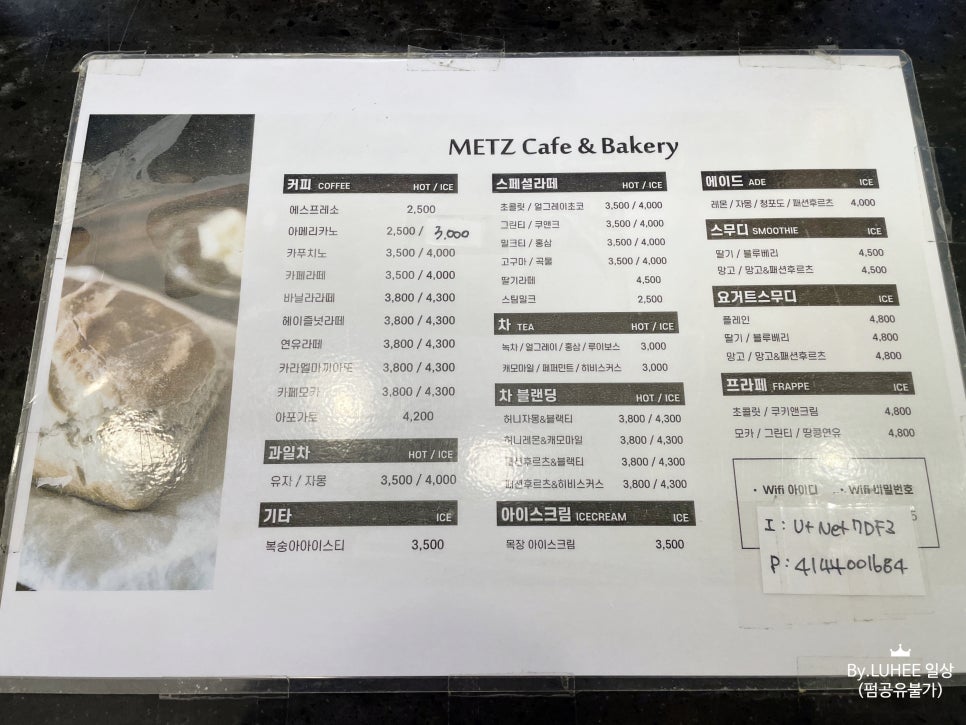 METZ Cafe & Bakery
커피 COFFEE HOT / ICE
에스프레소 2,500
아메리카노 2,500 / 3,000
카푸치노 3,500 / 4,000
카페라떼 3,500 / 4,000
바닐라라떼 3,800 / 4,300
헤이즐넛라떼 3,800 / 4,300
연유라떼 3,800 / 4,300
카라멜마끼아또 3,800 / 4,300
카페모카 3,800 / 4,300
아포가토 4,200
과일차 HOT / ICE
유자 / 자몽 3,500 / 4,000
기타 ICE
복숭아아이스티 3,500
스페셜라떼 HOT / ICE
초콜릿 / 얼그레이초코 3,500 / 4,000
그린티 / 쿠앤크 3,500 / 4,000
밀크티 / 홍삼 3,500 / 4,000
고구마 / 곡물 3,500 / 4,000
딸기라떼 4,500
스팀밀크 2,500
차 TEA HOT / ICE
녹차 / 얼그레이 / 홍삼 / 루이보스 3,000
캐모마일 / 페퍼민트 / 히비스커스 3,000
차 블랜딩 HOT / ICE
허니자몽&블랙티 3,800 / 4,300
허니레몬&캐모마일 3,800 / 4,300
패션후르츠&블랙티 3,800 / 4,300
패션후르츠&히비스커스 3,800 / 4,300
아이스크림 ICECREAM ICE
목장 아이스크림 3,500
에이드 ADE ICE
레몬 / 자몽 / 청포도 / 패션후르츠 4,000
스무디 SMOOTHIE ICE
딸기 / 블루베리 4,500
망고 / 망고&패션후르츠 4,500
요거트스무디 ICE
플레인 4,800
딸기 / 블루베리 4,800
망고 / 망고&패션후르츠 4,800
프라페 FRAPPE ICE
초콜릿 / 쿠키앤크림 4,800
모카 / 그린티 / 땅콩연유 4,800
• Wifi 아이디 • Wifi 비밀번호
I : U+Net7DF3
P : 4144001684
By.LUHEE 일상
(펌공유불가)